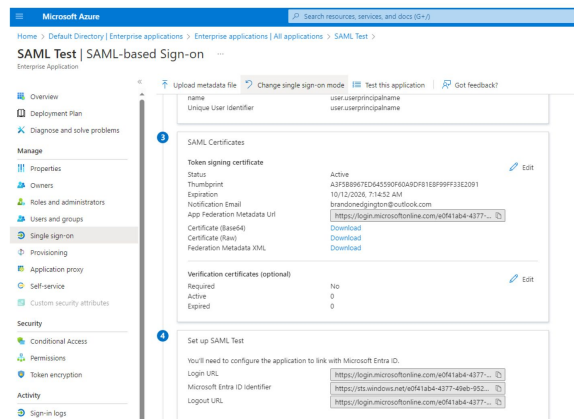 Microsoft Azure
Search resources, services, and docs (G+/)
Home > Default Directory | Enterprise applications > Enterprise applications | All applications > SAML Test >
SAML Test | SAML-based Sign-on ...
Enterprise Application
Upload metadata file Change single sign-on mode Test this application Got feedback?
Overview
Deployment Plan
Diagnose and solve problems
Manage
Properties
Owners
Roles and administrators
Users and groups
Single sign-on
Provisioning
Application proxy
Self-service
Custom security attributes
Security
Conditional Access
Permissions
Token encryption
Activity
Sign-in logs
name user.userprincipalname
Unique User Identifier user.userprincipalname
3
SAML Certificates
Token signing certificate
Edit
Status Active
Thumbprint A3F5B8967ED645590F60A9DF81E8F99FF33E2091
Expiration 10/12/2026, 7:14:52 AM
Notification Email brandonedgington@outlook.com
App Federation Metadata Url https://login.microsoftonline.com/e0f41ab4-4377-...
Certificate (Base64) Download
Certificate (Raw) Download
Federation Metadata XML Download
Verification certificates (optional)
Edit
Required No
Active 0
Expired 0
4
Set up SAML Test
You'll need to configure the application to link with Microsoft Entra ID.
Login URL https://login.microsoftonline.com/e0f41ab4-4377-...
Microsoft Entra ID Identifier https://sts.windows.net/e0f41ab4-4377-49eb-952...
Logout URL https://login.microsoftonline.com/e0f41ab4-4377-...